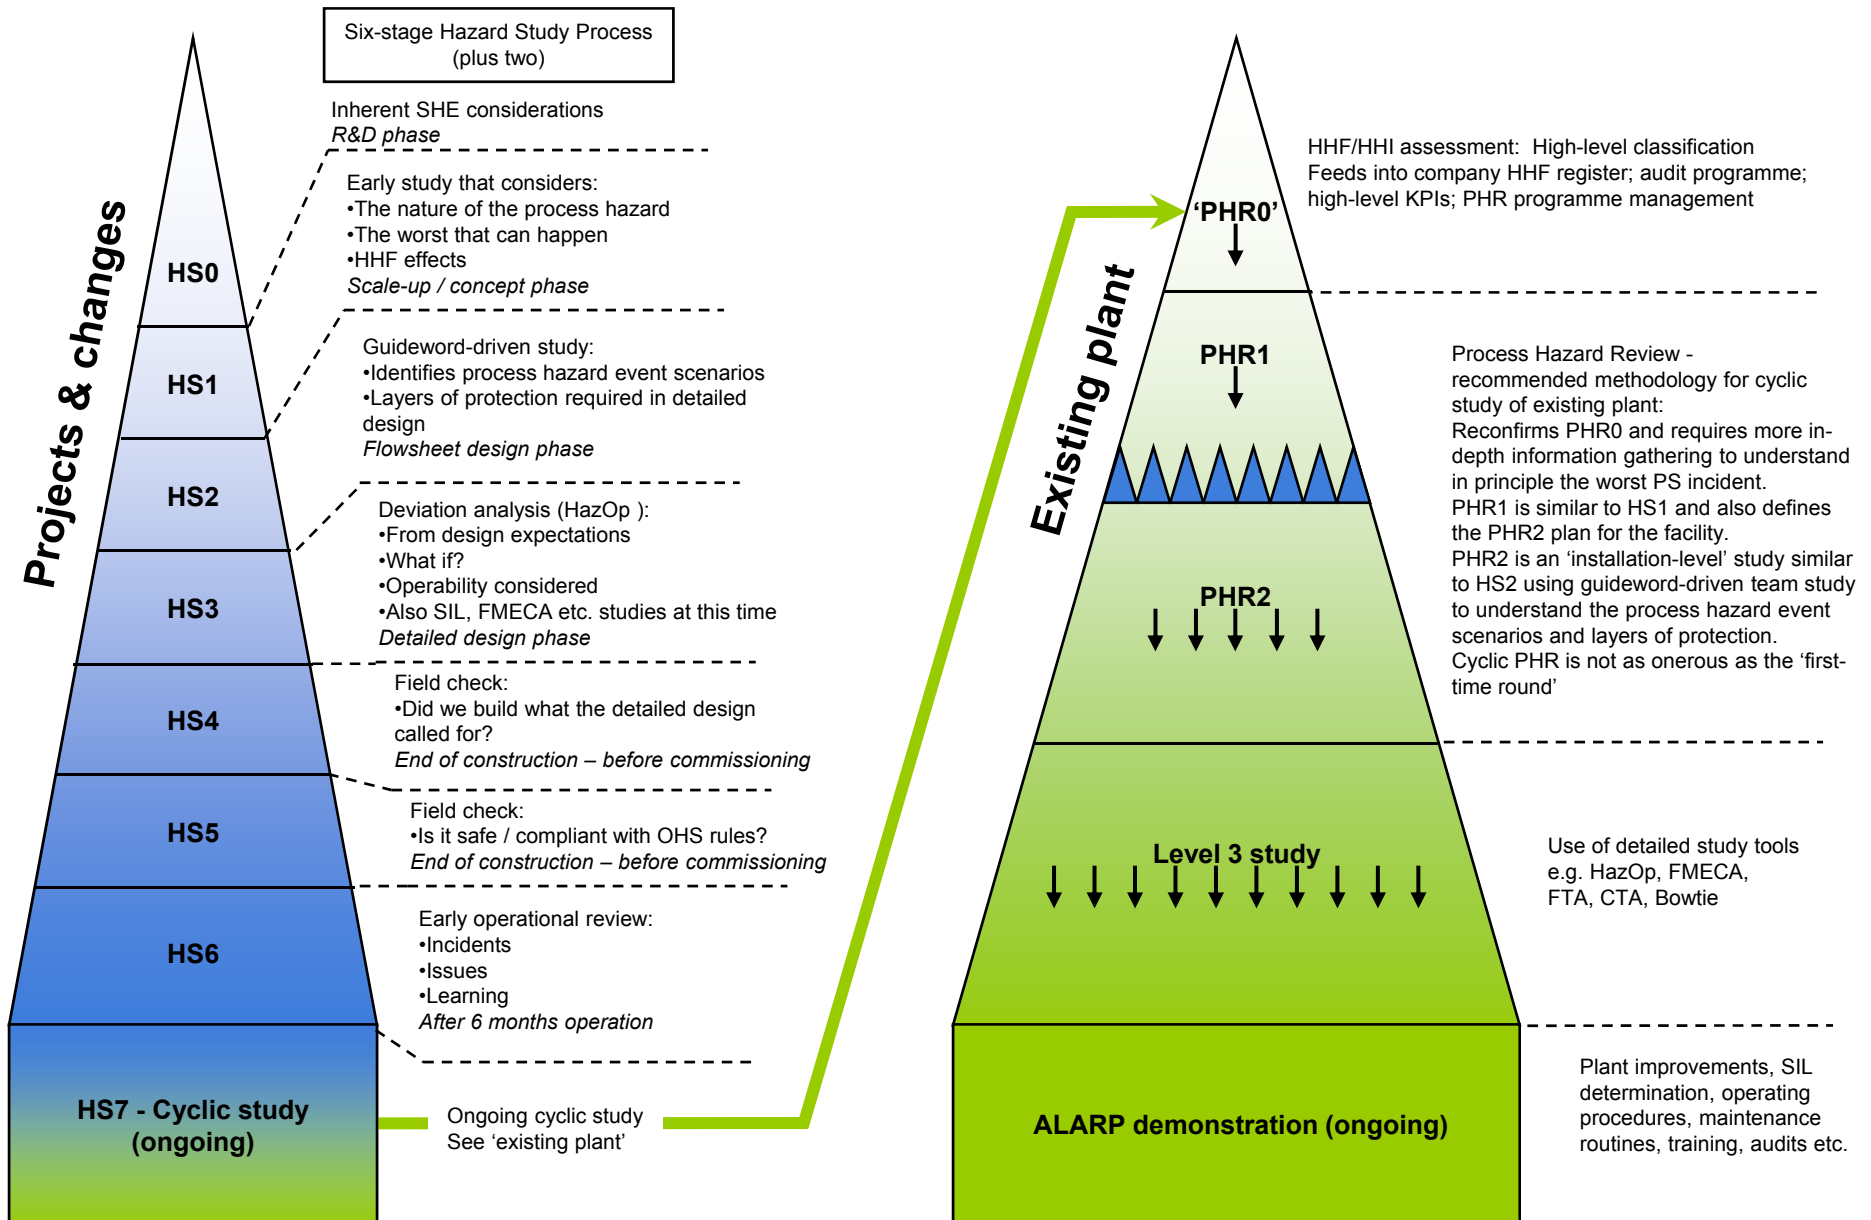 Six-stage Hazard Study Process
(plus two)
Projects & changes
Inherent SHE considerations
R&D phase
HS0
Early study that considers:
•The nature of the process hazard
•The worst that can happen
•HHF effects
Scale-up / concept phase
HS1
Guideword-driven study:
•Identifies process hazard event scenarios
•Layers of protection required in detailed
design
Flowsheet design phase
HS2
Deviation analysis (HazOp ):
•From design expectations
•What if?
•Operability considered
•Also SIL, FMECA etc. studies at this time
Detailed design phase
HS3
Field check:
•Did we build what the detailed design
called for?
End of construction – before commissioning
HS4
Field check:
•Is it safe / compliant with OHS rules?
End of construction – before commissioning
HS5
Early operational review:
•Incidents
•Issues
•Learning
After 6 months operation
HS6
HS7 - Cyclic study
(ongoing)
Ongoing cyclic study
See ‘existing plant’
Existing plant
‘PHR0’
HHF/HHI assessment:  High-level classification
Feeds into company HHF register; audit programme;
high-level KPIs; PHR programme management
PHR1
PHR2
Process Hazard Review -
recommended methodology for cyclic
study of existing plant:
Reconfirms PHR0 and requires more in-
depth information gathering to understand
in principle the worst PS incident.
PHR1 is similar to HS1 and also defines
the PHR2 plan for the facility.
PHR2 is an ‘installation-level’ study similar
to HS2 using guideword-driven team study
to understand the process hazard event
scenarios and layers of protection.
Cyclic PHR is not as onerous as the ‘first-
time round’
Level 3 study
Use of detailed study tools
e.g. HazOp, FMECA,
FTA, CTA, Bowtie
ALARP demonstration (ongoing)
Plant improvements, SIL
determination, operating
procedures, maintenance
routines, training, audits etc.